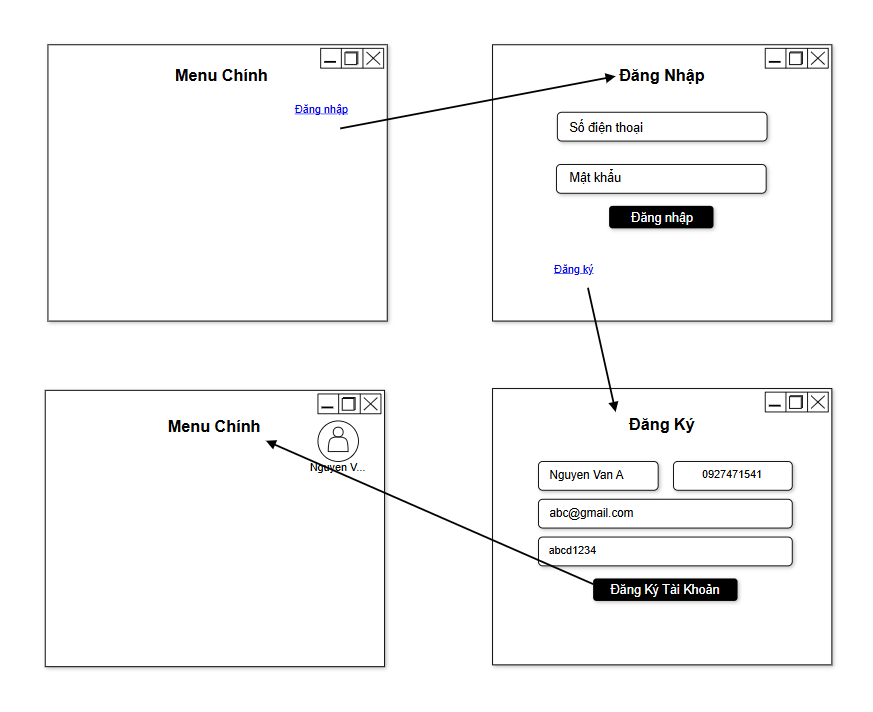 Menu Chính
Đăng nhập
Đăng Nhập
Số điện thoại
Mật khẩu
Đăng nhập
Đăng ký
Menu Chính
Nguyen V...
Đăng Ký
Nguyen Van A
0927471541
abc@gmail.com
abcd1234
Đăng Ký Tài Khoản